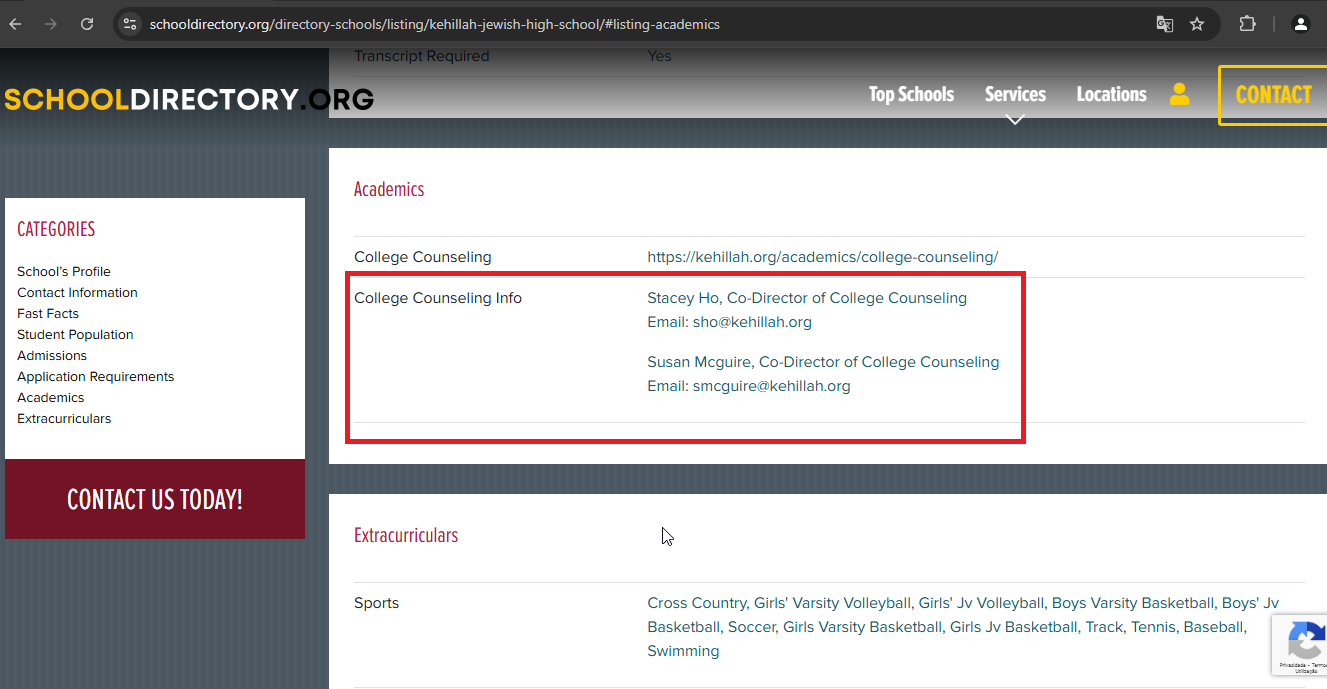 schooldirectory.org/directory-schools/listing/kehillah-jewish-high-school/#listing-academics
Transcript Required Yes
SCHOOLDIRECTORY.ORG
Top Schools Services Locations CONTACT
CATEGORIES
School's Profile
Contact Information
Fast Facts
Student Population
Admissions
Application Requirements
Academics
Extracurriculars
CONTACT US TODAY!
Academics
College Counseling https://kehillah.org/academics/college-counseling/
College Counseling Info Stacey Ho, Co-Director of College Counseling
Email: sho@kehillah.org
Susan Mcguire, Co-Director of College Counseling
Email: smcguire@kehillah.org
Extracurriculars
Sports Cross Country, Girls' Varsity Volleyball, Girls' Jv Volleyball, Boys Varsity Basketball, Boys' Jv
Basketball, Soccer, Girls Varsity Basketball, Girls Jv Basketball, Track, Tennis, Baseball,
Swimming
Privacidade -
Utilização